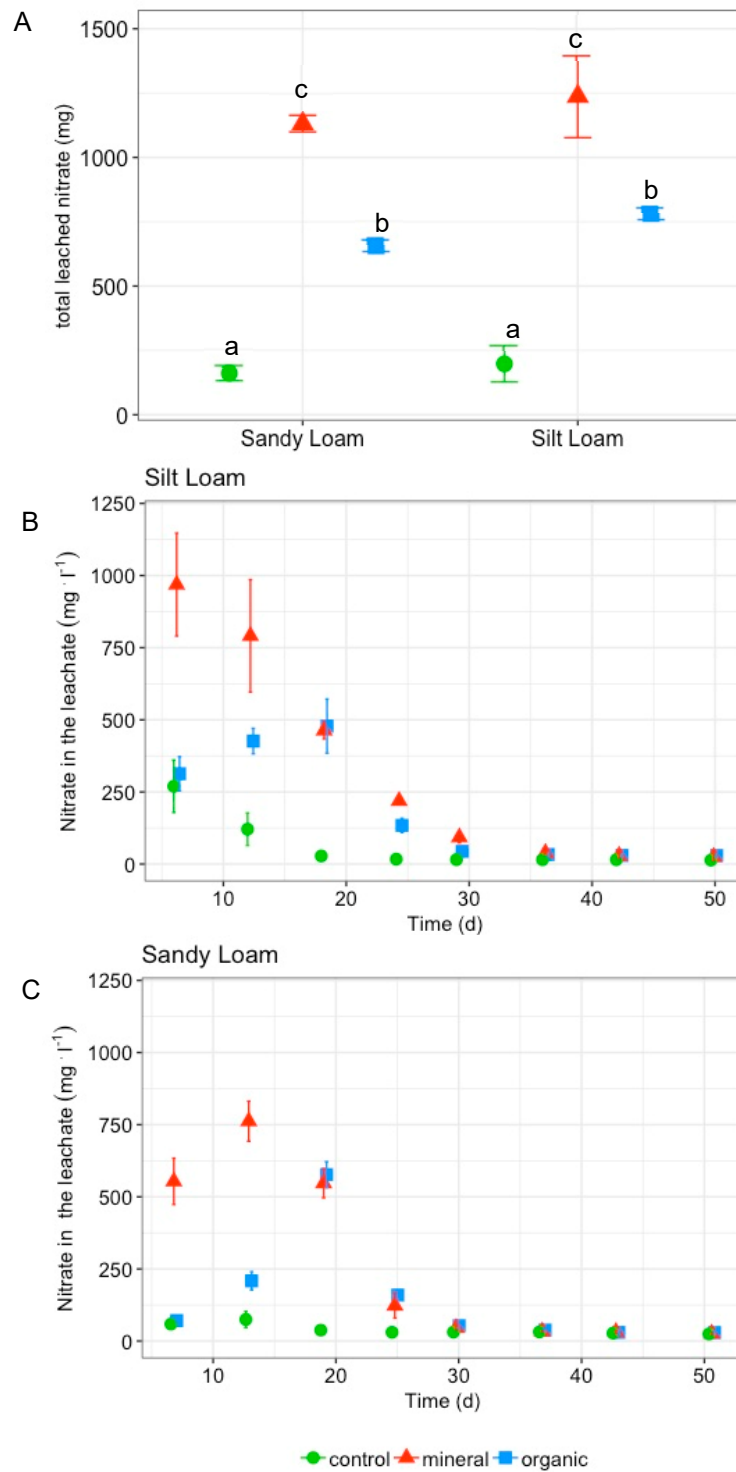 A
total leached nitrate (mg)
1500
1000
500
0
a
c
b
a
c
b
Sandy Loam
Silt Loam
Silt Loam
B
Nitrate in the leachate (mg · l⁻¹)
1250
1000
750
500
250
0
10
20
30
40
50
Time (d)
Sandy Loam
C
Nitrate in the leachate (mg · l⁻¹)
1250
1000
750
500
250
0
10
20
30
40
50
Time (d)
control mineral organic